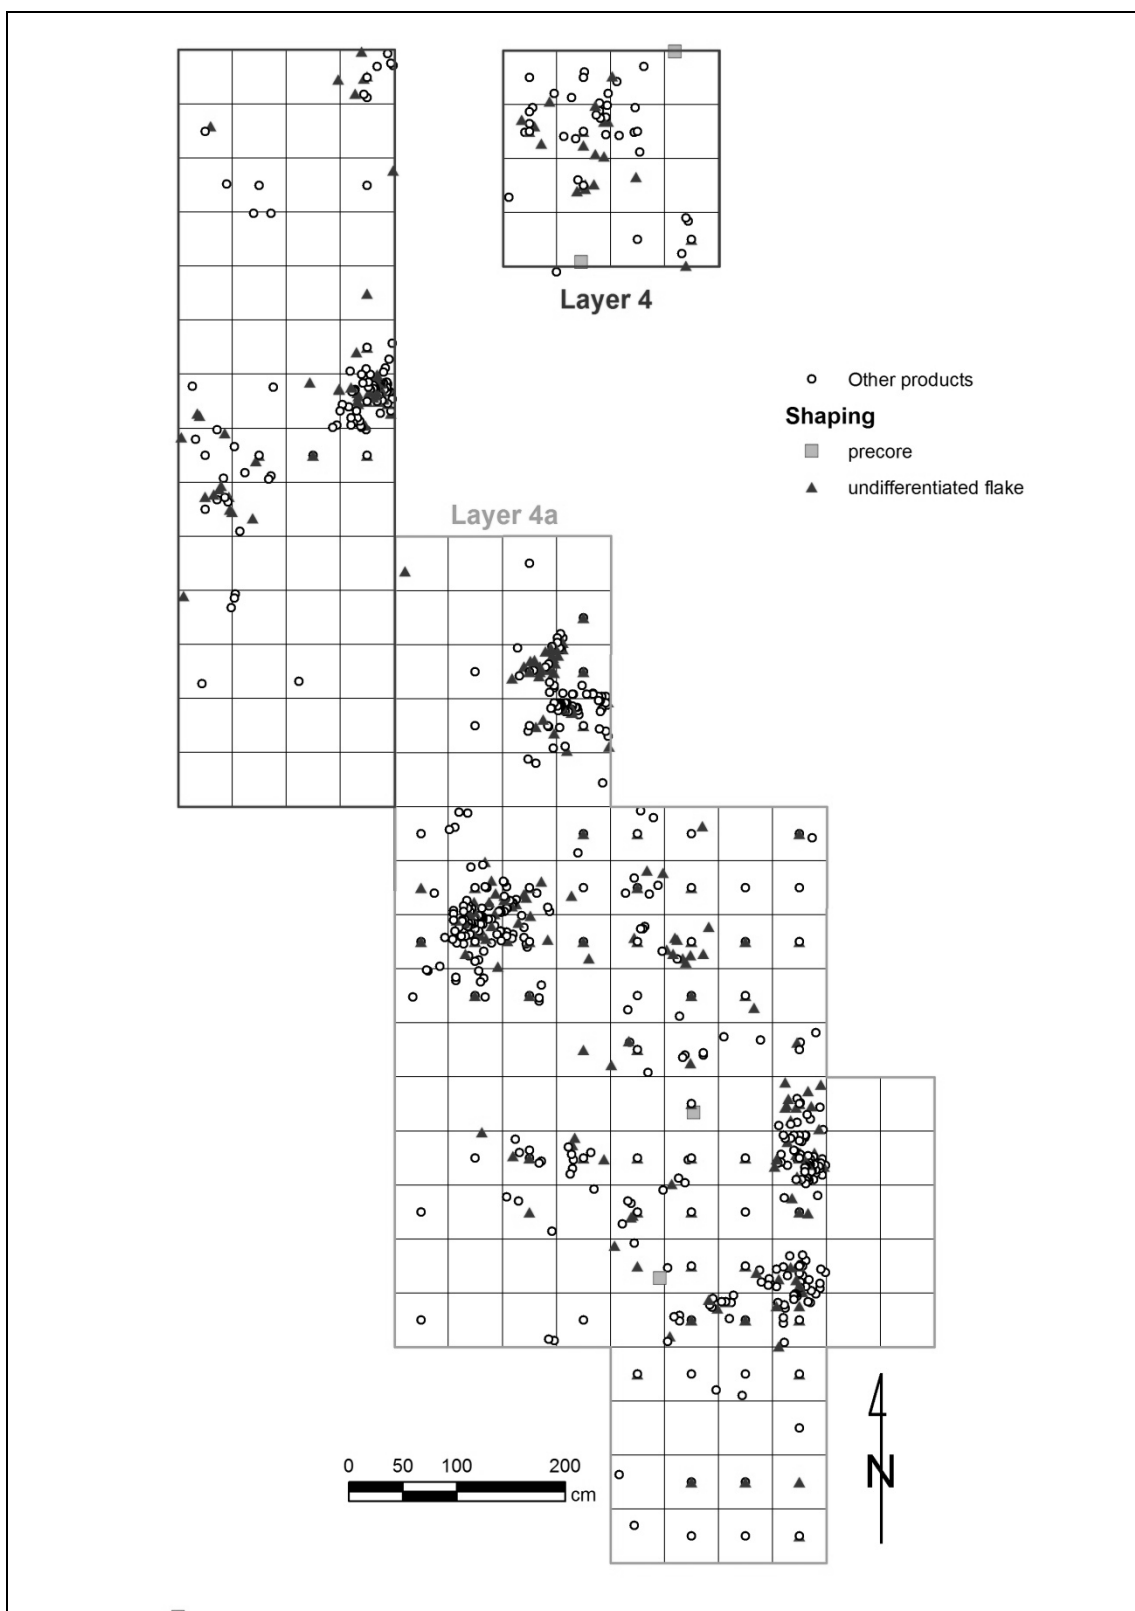 Layer 4
Other products
Shaping
precore
undifferentiated flake
Layer 4a
0 50 100 200
cm
N